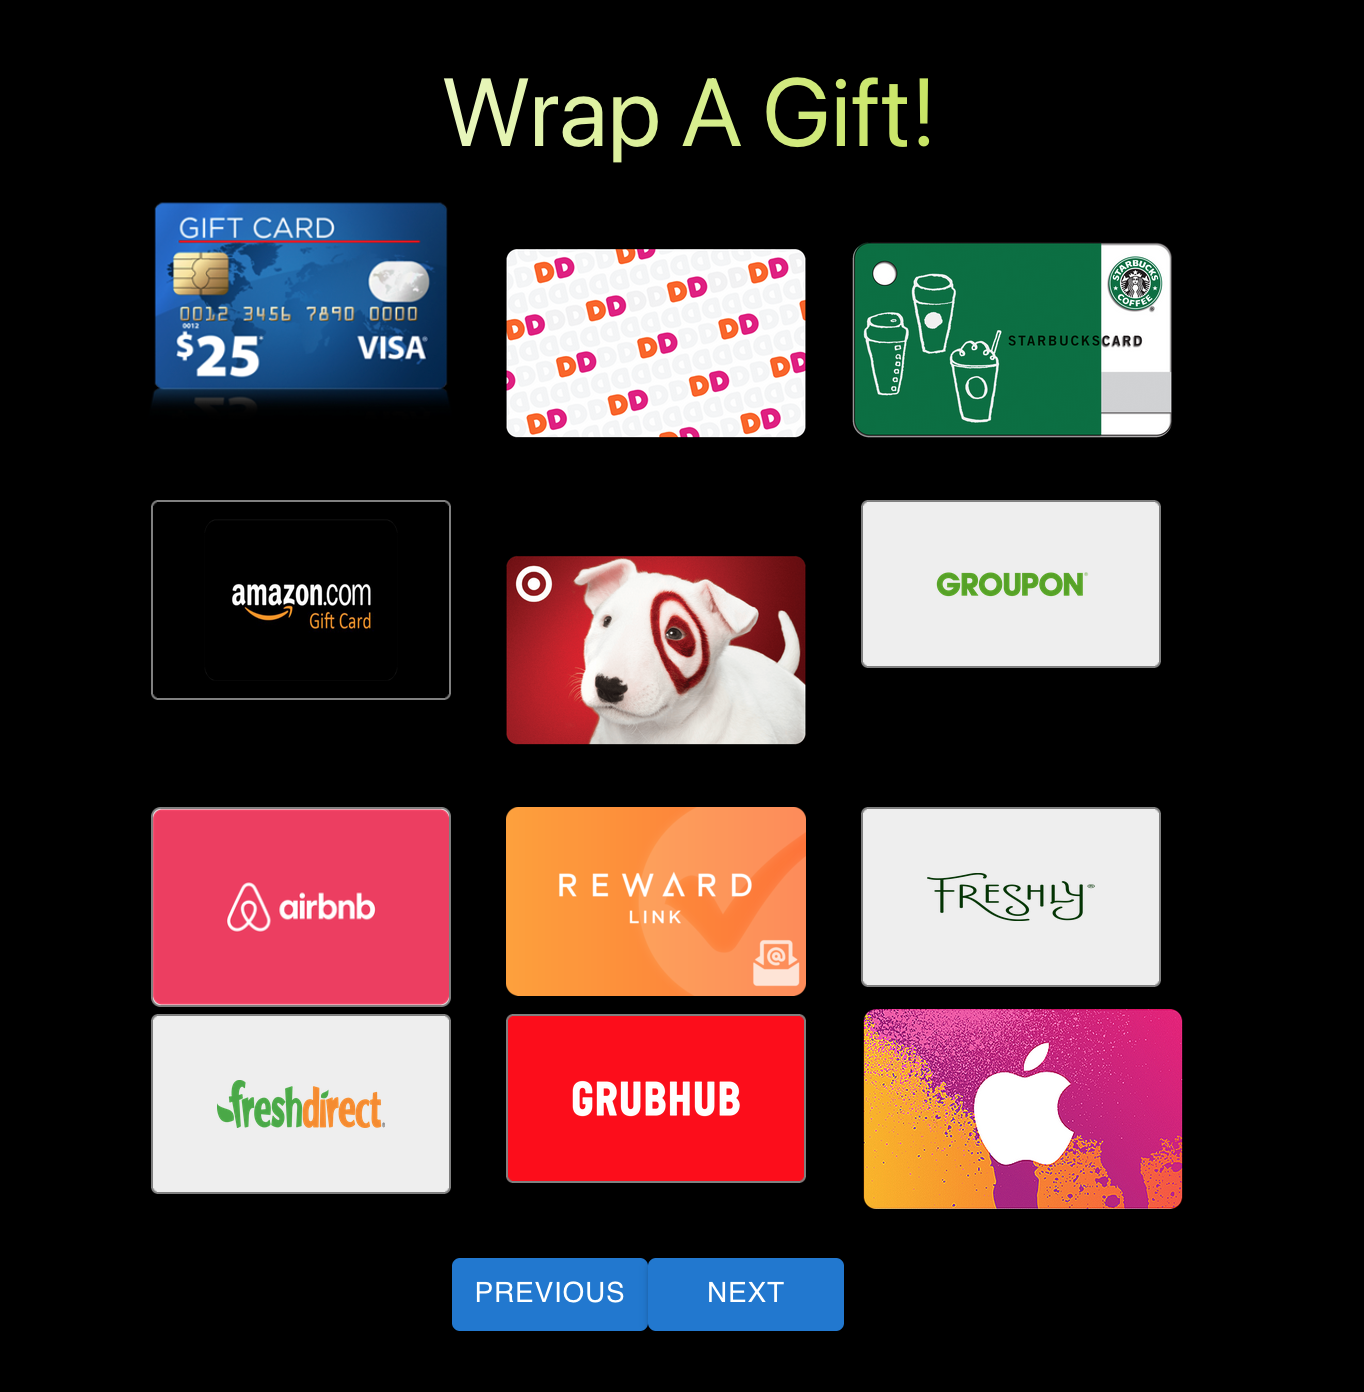 Wrap A Gift!
GIFT CARD
0012 3456 7890 0000
0012
$25
VISA
DD DD DD
DD DD
DD DD
DD DD
DD DD
DD DD
STARBUCKS COFFEE
STARBUCKSCARD
amazon.com
Gift Card
GROUPON
airbnb
REWARD
LINK
@
FRESHLY®
freshdirect
GRUBHUB
PREVIOUS
NEXT